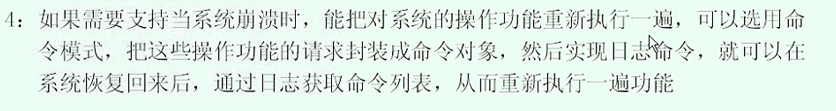 4：如果需要支持当系统崩溃时，能把对系统的操作功能重新执行一遍，可以选用命
令模式，把这些操作功能的请求封装成命令对象，然后实现日志命令，就可以在
系统恢复回来后，通过日志获取命令列表，从而重新执行一遍功能